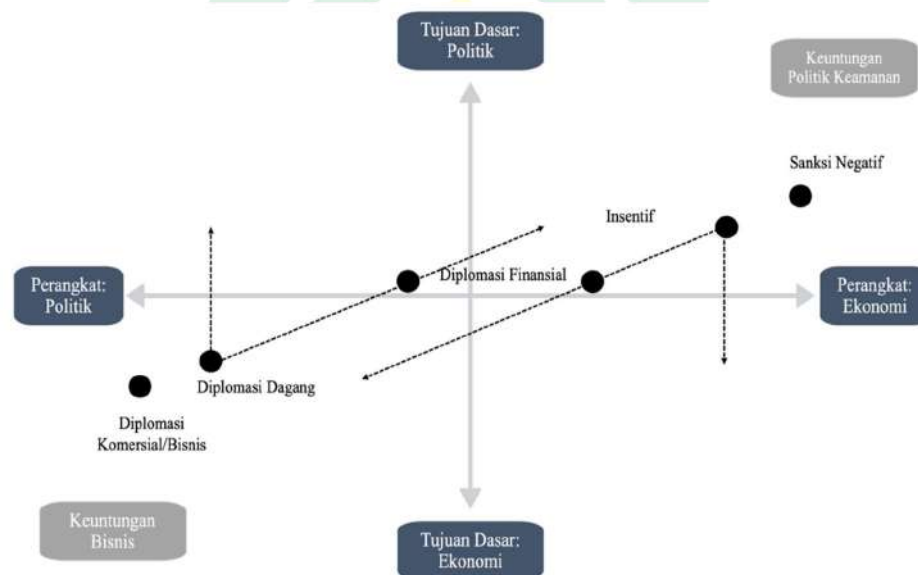 Tujuan Dasar:
Politik
Keuntungan
Politik Keamanan
Sanksi Negatif
Insentif
Diplomasi Finansial
Perangkat:
Politik
Perangkat:
Ekonomi
Diplomasi Dagang
Diplomasi
Komersial/Bisnis
Keuntungan
Bisnis
Tujuan Dasar:
Ekonomi